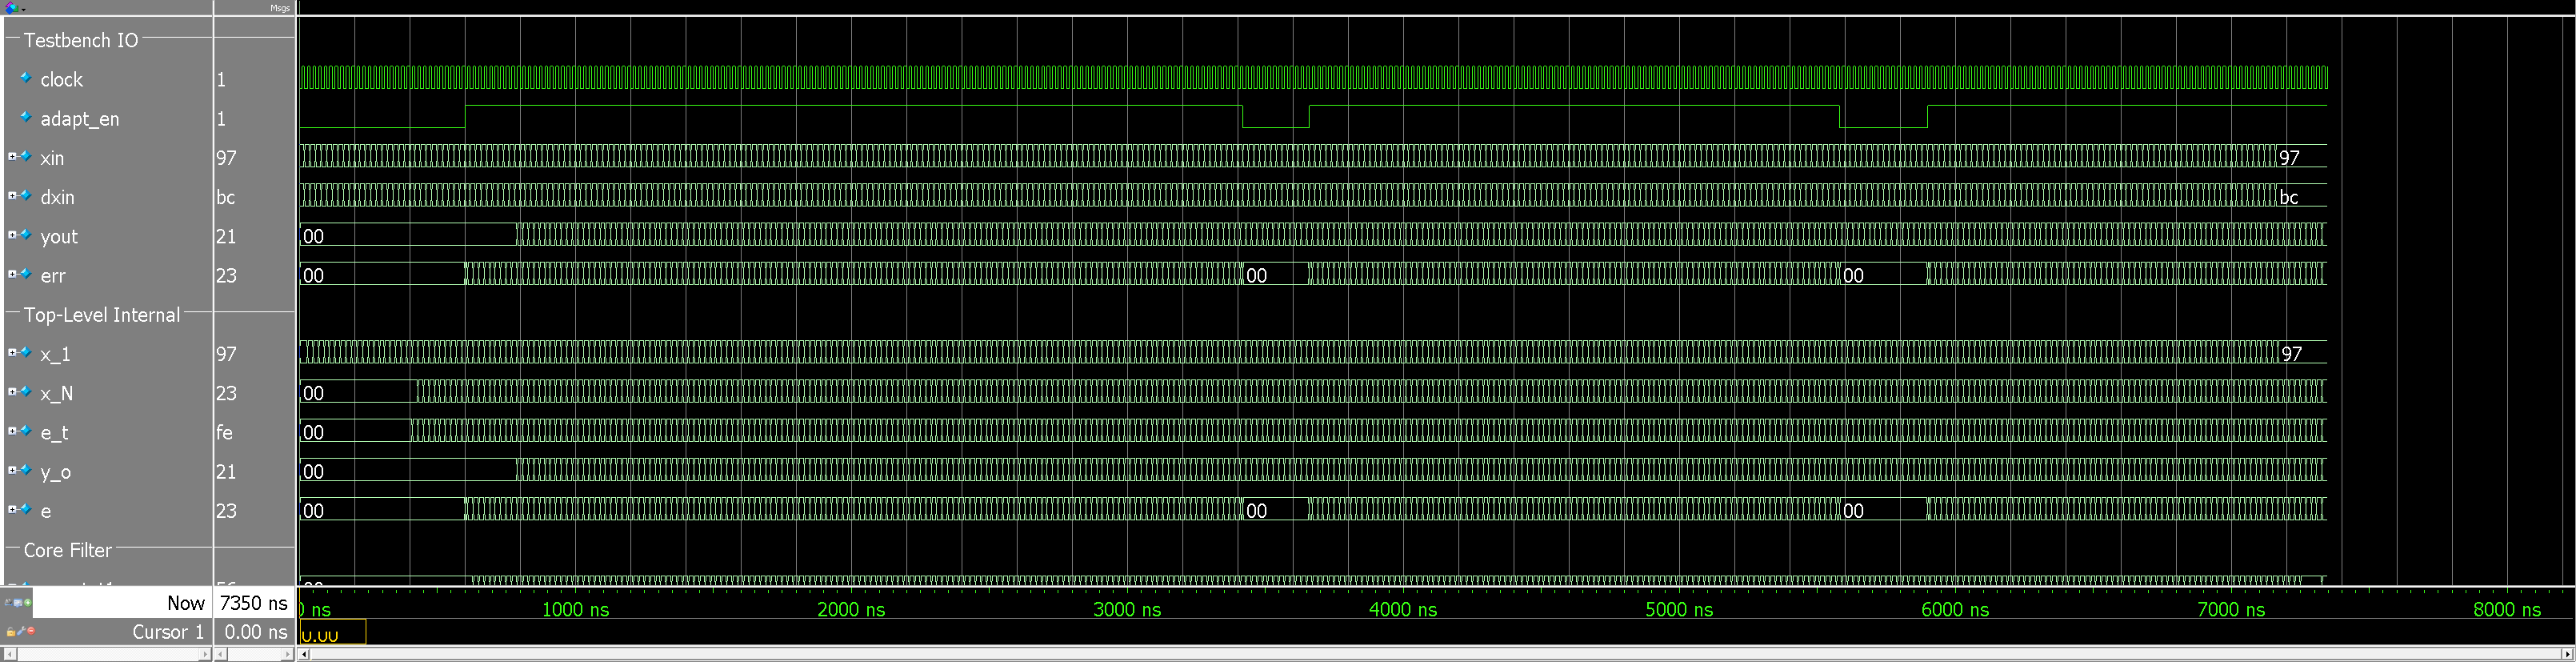 Msgs
Testbench IO
clock 1
adapt_en 1
xin 97 97
dxin bc bc
yout 21 00
err 23 00 00 00
Top-Level Internal
x_1 97 97
x_N 23 00
e_t fe 00
y_o 21 00
e 23 00 00 00
Core Filter
Now 7350 ns 0 ns 1000 ns 2000 ns 3000 ns 4000 ns 5000 ns 6000 ns 7000 ns 8000 ns
Cursor 1 0.00 ns 0.00